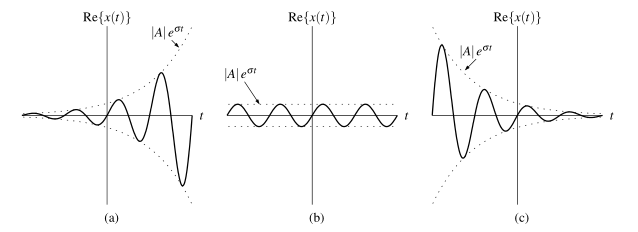 Re{x(t)}
|A| e^{σt}
t
(a)
Re{x(t)}
|A| e^{σt}
t
(b)
Re{x(t)}
|A| e^{σt}
t
(c)